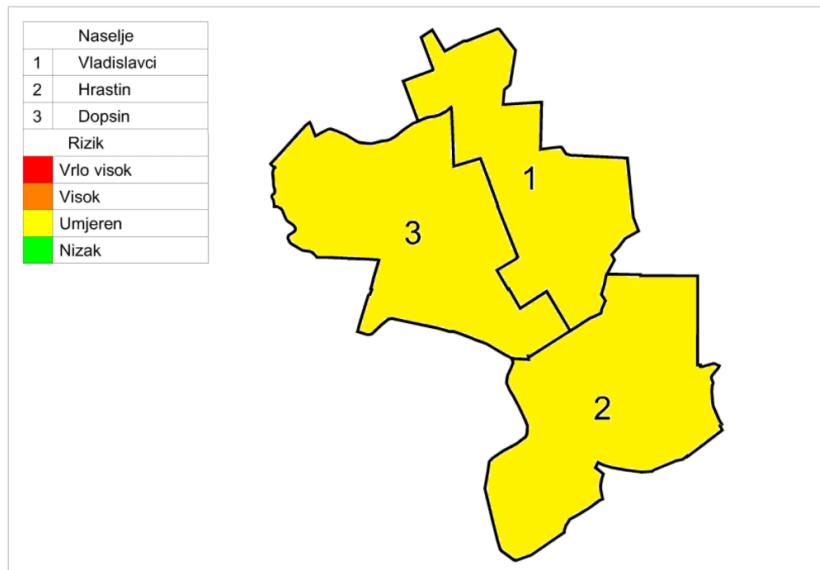 Naselje
1 Vladislavci
2 Hrastin
3 Dopsin
Rizik
Vrlo visok
Visok
Umjeren
Nizak
1
3
2